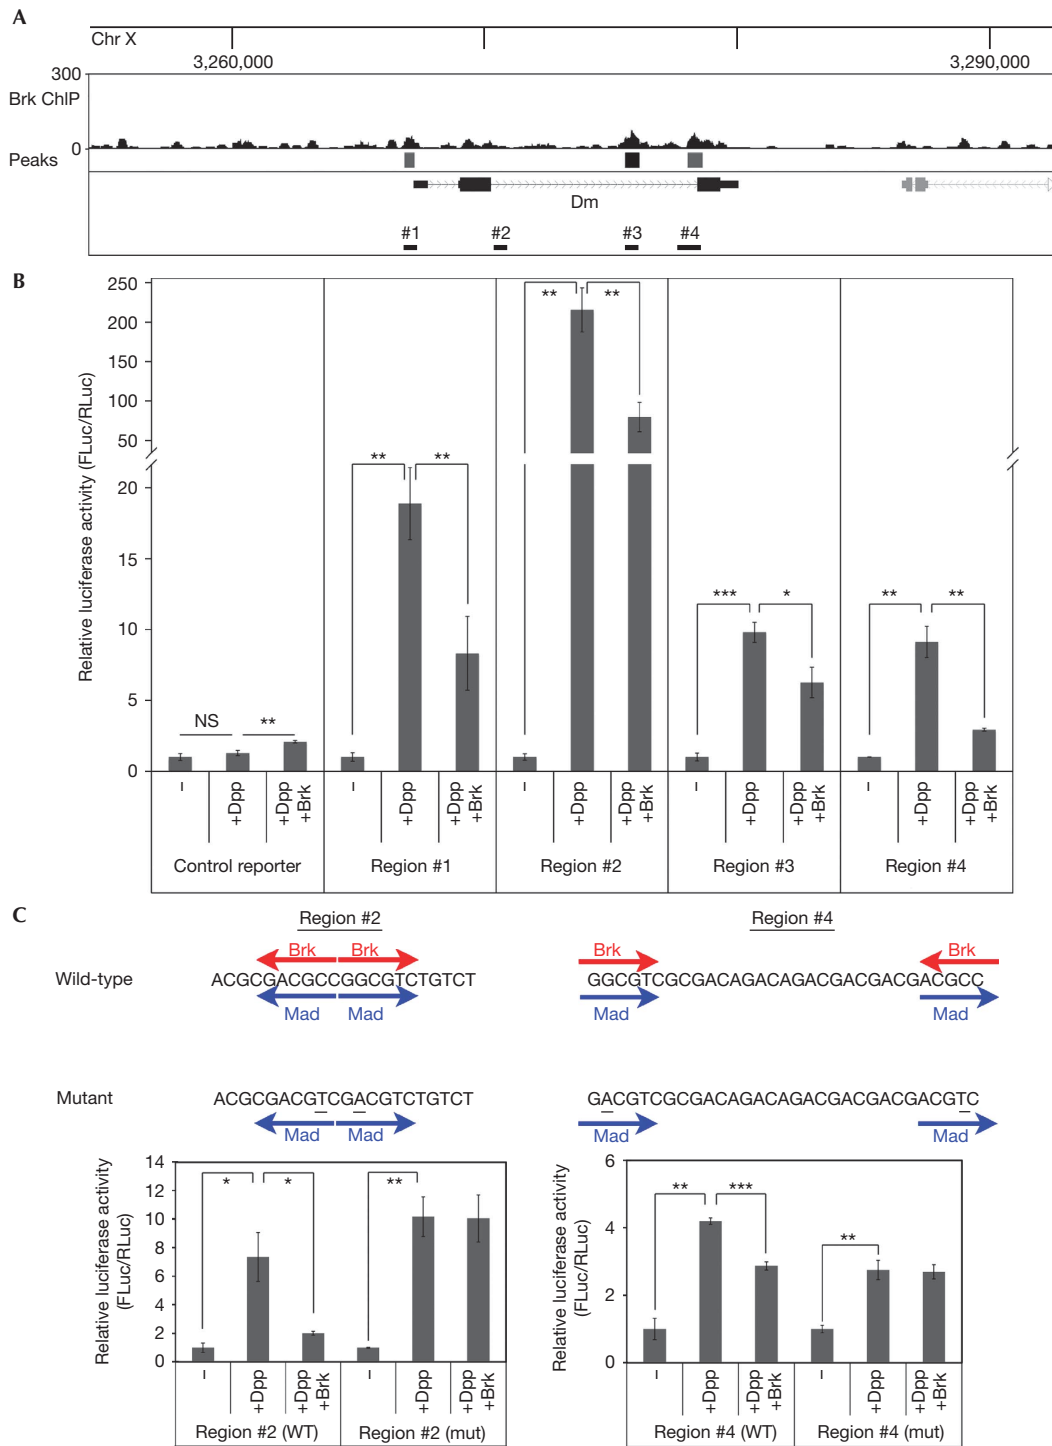 A
Chr X
3,260,000 3,290,000
300
Brk ChIP
0
Peaks
Dm
#1 #2 #3 #4
B
Relative luciferase activity (FLuc/RLuc)
250
200
150
100
50
20
15
10
5
0
NS ** ** ** ** ** *** * ** **
– +Dpp +Dpp +Brk – +Dpp +Dpp +Brk – +Dpp +Dpp +Brk – +Dpp +Dpp +Brk – +Dpp +Dpp +Brk
Control reporter Region #1 Region #2 Region #3 Region #4
C
Region #2 Region #4
Brk Brk Brk Brk
Wild-type ACGCGACGCCGGCGTCTGTCT GGCGTCGCGACAGACAGACGACGACGACGCC
Mad Mad Mad Mad
Mutant ACGCGACGTCGACGTCTGTCT GACGTCGCGACAGACAGACGACGACGACGTC
Mad Mad Mad Mad
Relative luciferase activity
(FLuc/RLuc)
14
12
10
8
6
4
2
0
* * **
– +Dpp +Dpp +Brk – +Dpp +Dpp +Brk
Region #2 (WT) Region #2 (mut)
Relative luciferase activity
(FLuc/RLuc)
6
4
2
0
** *** **
– +Dpp +Dpp +Brk – +Dpp +Dpp +Brk
Region #4 (WT) Region #4 (mut)